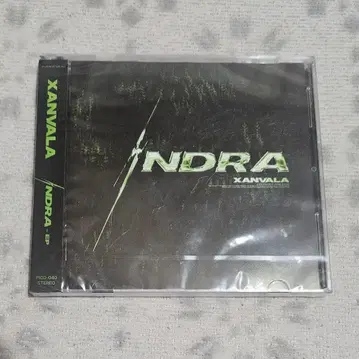 XANVALA
INDRA - EP
STEREO
INDRA
XANVALA